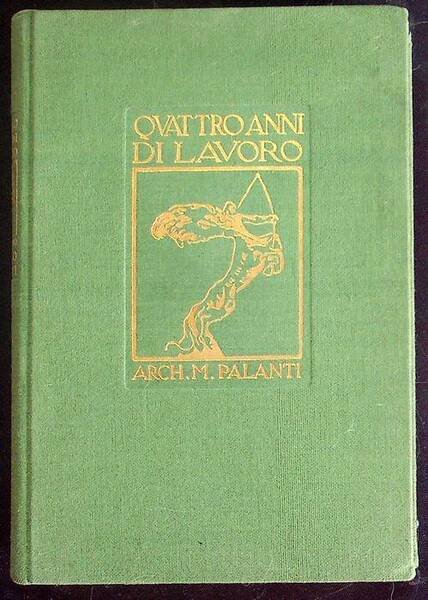 QVATTRO ANNI
DI LAVORO
ARCH. M. PALANTI